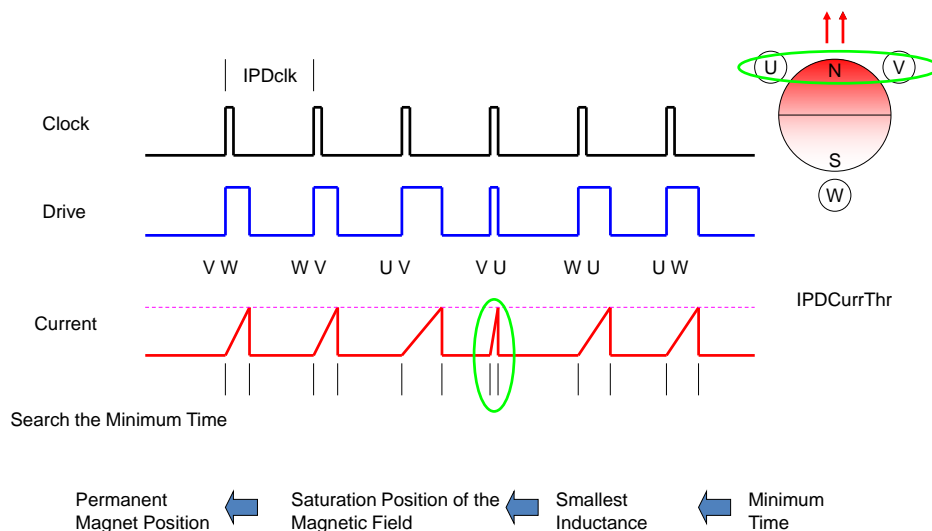 IPDclk
U
N
V
Clock
S
W
Drive
V W
W V
U V
V U
W U
U W
IPDCurrThr
Current
Search the Minimum Time
Permanent
Magnet Position
Saturation Position of the
Magnetic Field
Smallest
Inductance
Minimum
Time